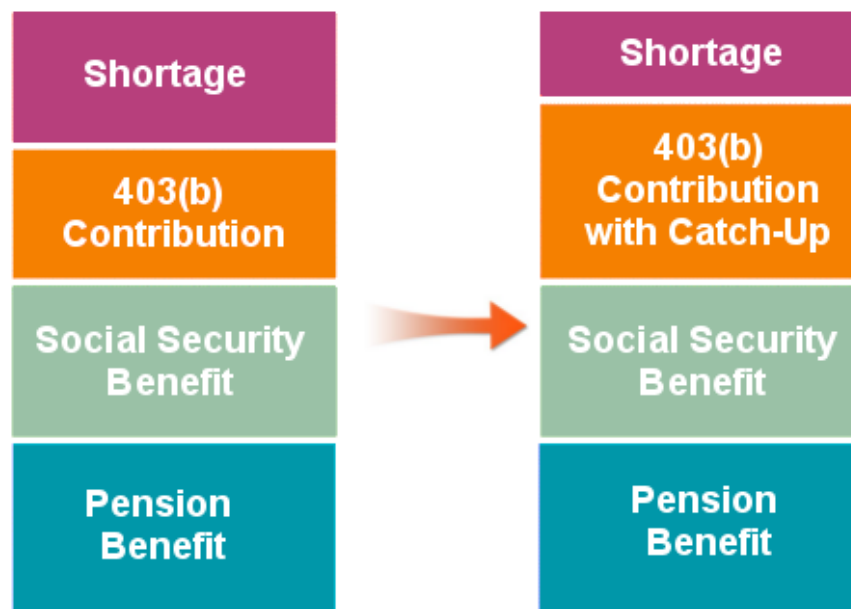 Shortage
403(b)
Contribution
Social Security
Benefit
Pension
Benefit
Shortage
403(b)
Contribution
with Catch-Up
Social Security
Benefit
Pension
Benefit